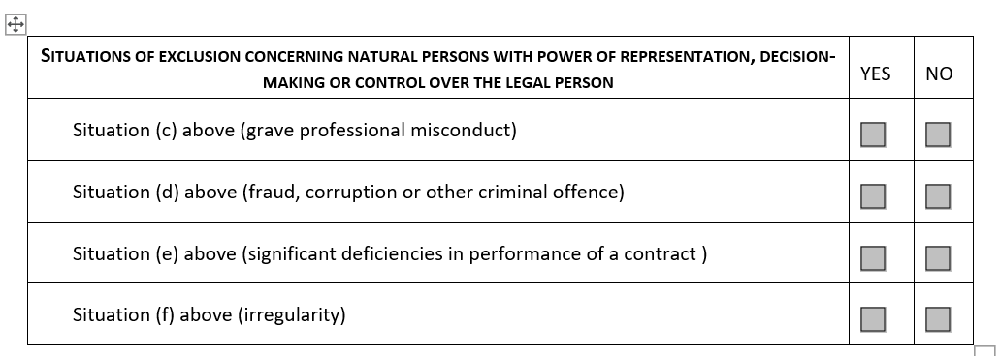 SITUATIONS OF EXCLUSION CONCERNING NATURAL PERSONS WITH POWER OF REPRESENTATION, DECISION-
MAKING OR CONTROL OVER THE LEGAL PERSON
YES
NO
Situation (c) above (grave professional misconduct)
Situation (d) above (fraud, corruption or other criminal offence)
Situation (e) above (significant deficiencies in performance of a contract )
Situation (f) above (irregularity)